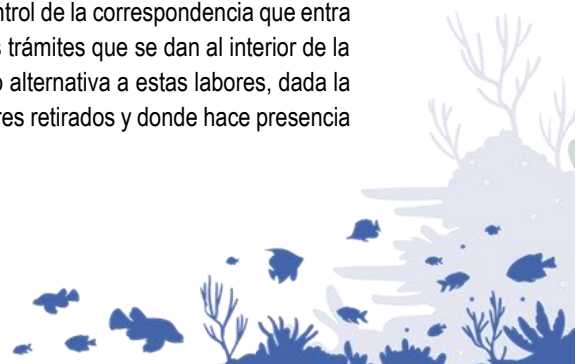 ntrol de la correspondencia que entra
s trámites que se dan al interior de la
o alternativa a estas labores, dada la
res retirados y donde hace presencia